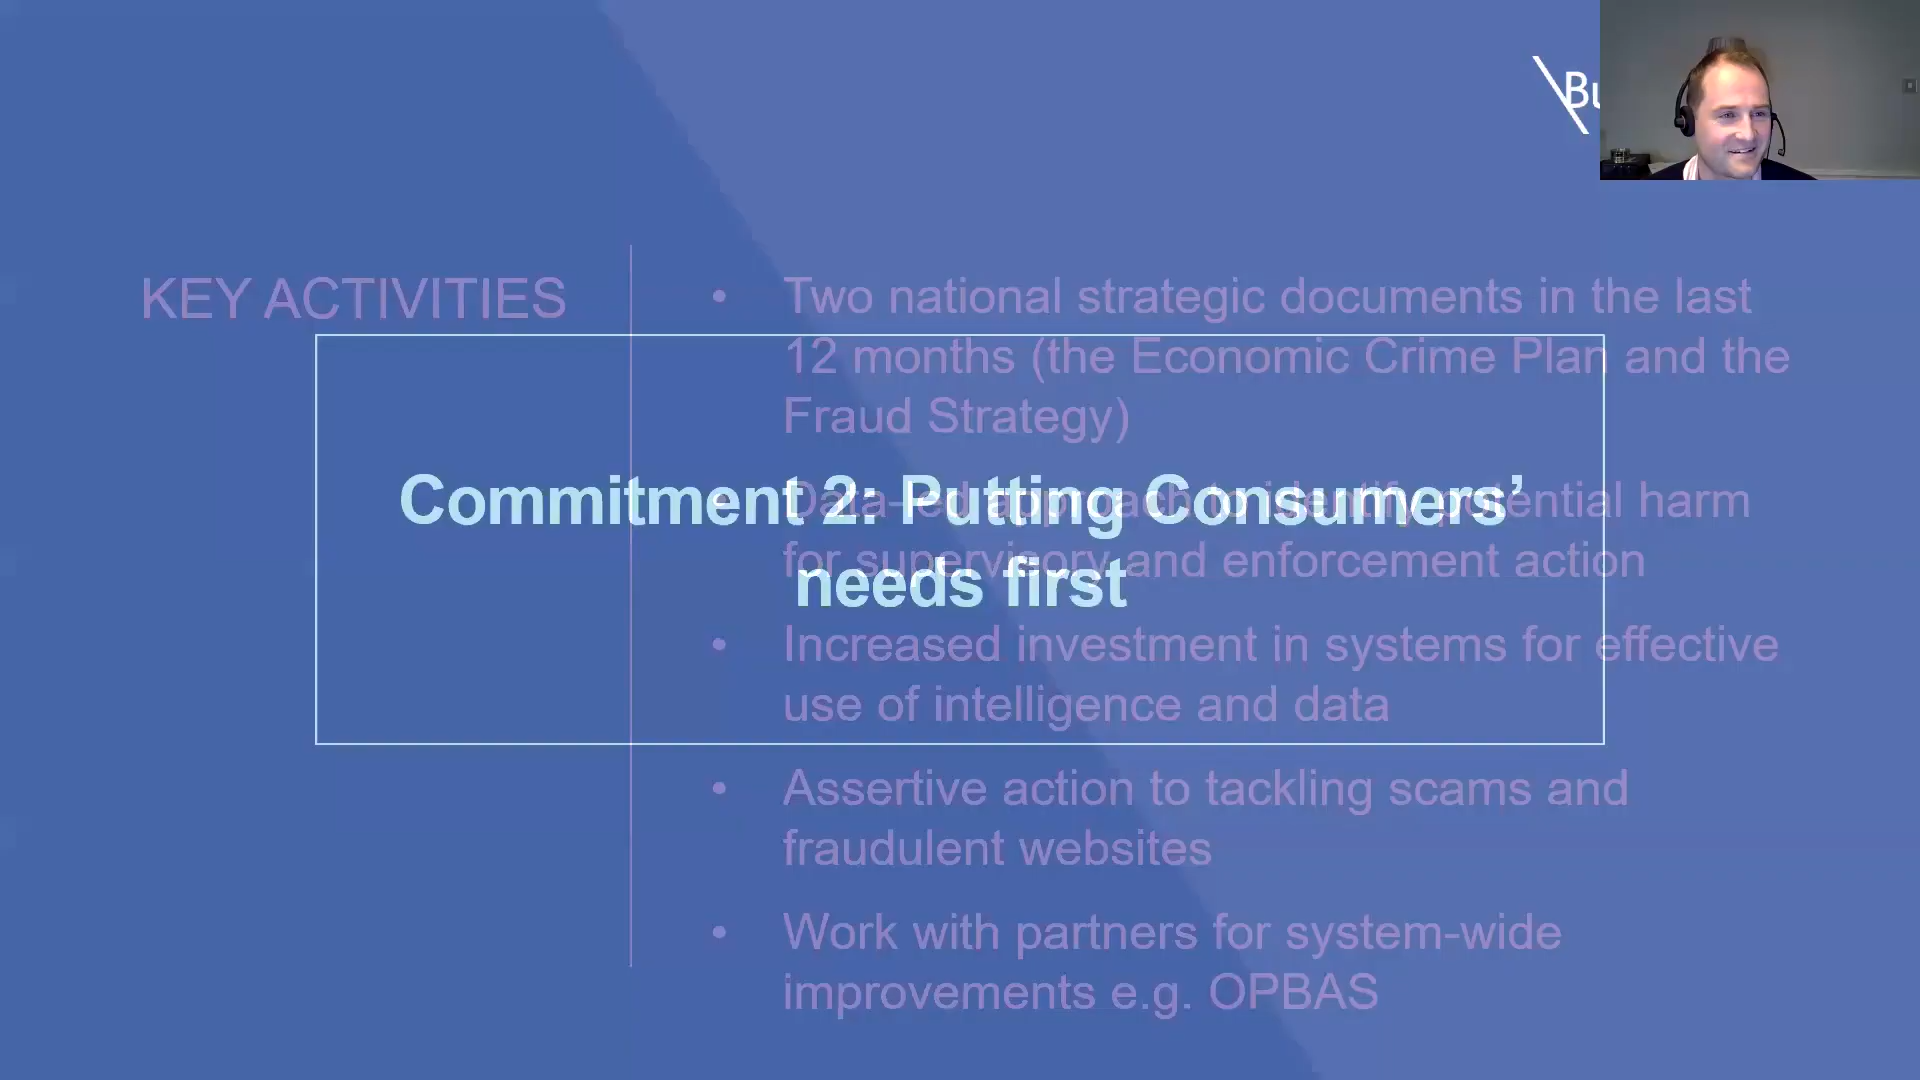 Bu
KEY ACTIVITIES
• Two national strategic documents in the last
12 months (the Economic Crime Plan and the
Fraud Strategy)
• Data-led approach to identify potential harm
for supervisory and enforcement action
• Increased investment in systems for effective
use of intelligence and data
• Assertive action to tackling scams and
fraudulent websites
• Work with partners for system-wide
improvements e.g. OPBAS
Commitment 2: Putting Consumers’
needs first